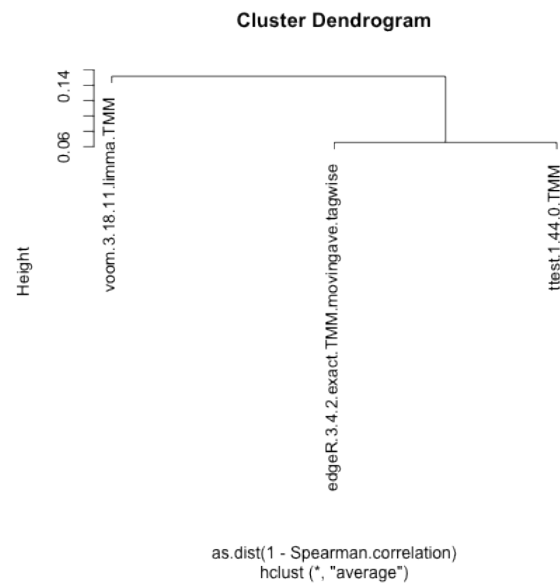 Cluster Dendrogram
0.14
0.06
Height
voom.3.18.11.limma.TMM
edgeR.3.4.2.exact.TMM.movingave.tagwise
ttest.1.44.0.TMM
as.dist(1 - Spearman.correlation)
hclust (*, "average")